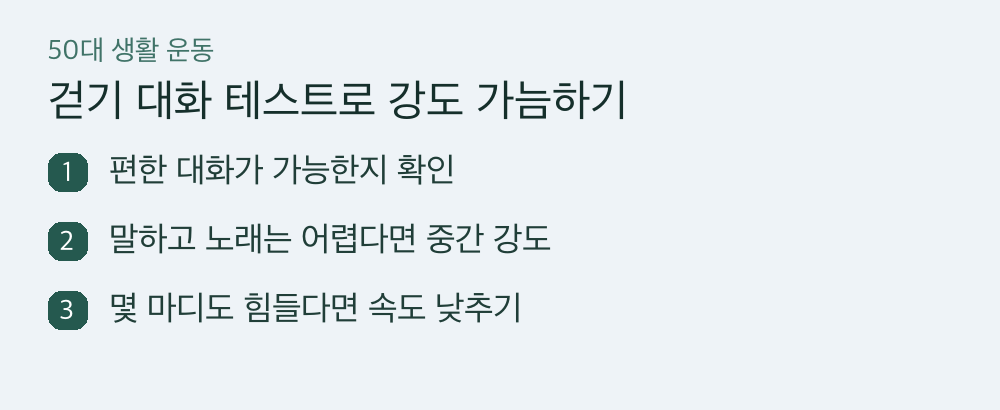 50대 생활 운동
걷기 대화 테스트로 강도 가늠하기
1 편한 대화가 가능한지 확인
2 말하고 노래는 어렵다면 중간 강도
3 몇 마디도 힘들다면 속도 낮추기